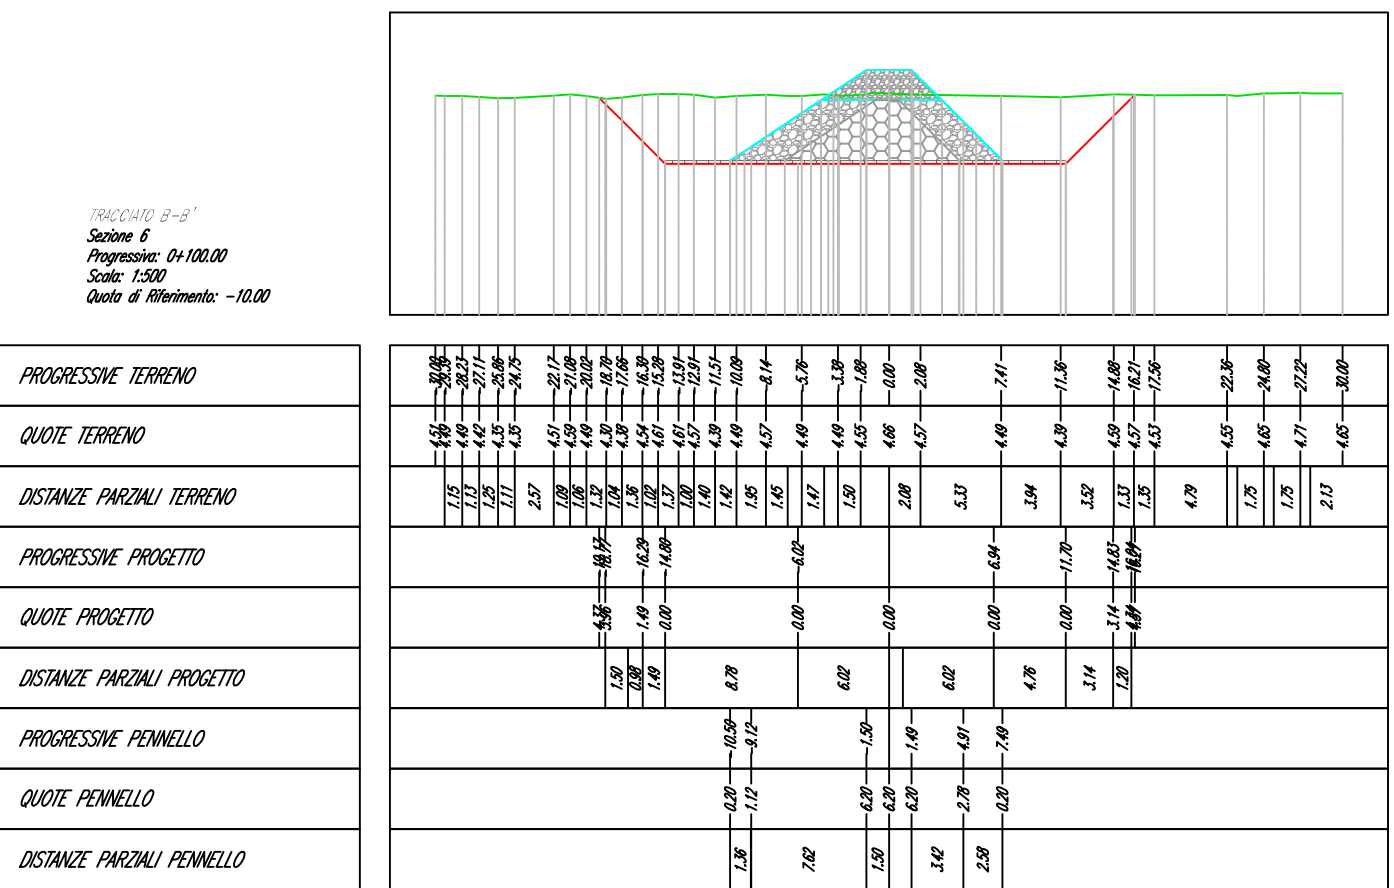 TRACCIATO B-B'
Sezione 6
Progressiva: 0+100.00
Scala: 1:500
Quota di Riferimento: -10.00
PROGRESSIVE TERRENO -30.00 -28.23 -27.11 -25.86 -24.75 -22.17 -21.08 -20.02 -18.70 -17.66 -16.30 -15.28 -13.91 -12.91 -11.51 -10.09 -8.14 -5.76 -3.38 -1.88 0.00 2.08 7.41 11.36 14.88 16.21 17.56 22.36 24.80 27.22 30.00
QUOTE TERRENO 4.51 4.49 4.49 4.42 4.35 4.35 4.51 4.59 4.49 4.30 4.38 4.54 4.61 4.61 4.57 4.39 4.49 4.57 4.49 4.49 4.55 4.66 4.57 4.49 4.39 4.59 4.57 4.53 4.55 4.65 4.71 4.65
DISTANZE PARZIALI TERRENO 1.15 1.13 1.25 1.11 2.57 1.09 1.06 1.32 1.04 1.36 1.02 1.37 1.00 1.40 1.42 1.95 1.45 1.47 1.50 2.08 5.33 3.94 3.52 1.33 1.35 4.79 1.75 1.75 2.13
PROGRESSIVE PROGETTO -16.29 -14.80 -6.02 6.94 11.70 14.83
QUOTE PROGETTO 1.49 0.00 0.00 0.00 0.00 0.00 3.14
DISTANZE PARZIALI PROGETTO 1.50 0.98 1.49 8.78 6.02 6.02 4.76 3.14 1.20
PROGRESSIVE PENNELLO -10.50 -9.12 -1.50 1.49 4.91 7.49
QUOTE PENNELLO 0.20 1.12 6.20 6.20 6.20 2.78 0.20
DISTANZE PARZIALI PENNELLO 1.36 7.62 1.50 3.42 2.58